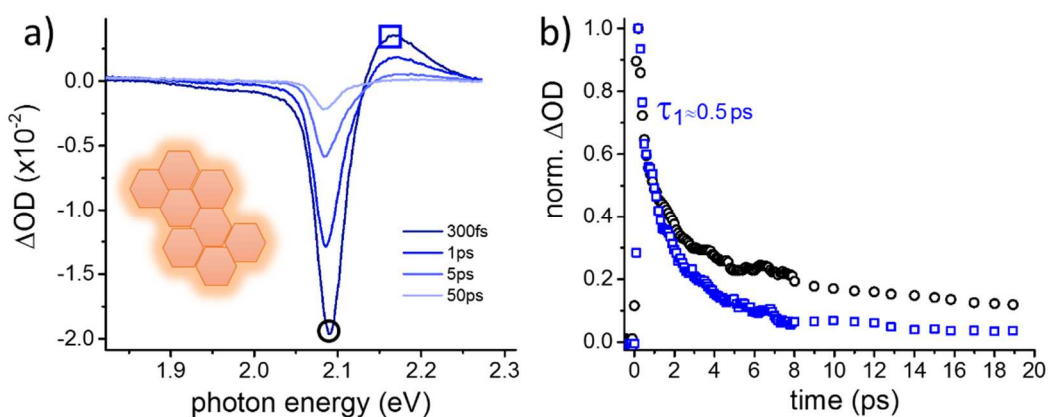 a)
ΔOD (x10-2)
0.0
-0.5
-1.0
-1.5
-2.0
300fs
1ps
5ps
50ps
1.9 2.0 2.1 2.2 2.3
photon energy (eV)
b)
norm. ΔOD
1.0
0.8
0.6
0.4
0.2
0.0
τ1≈0.5 ps
0 2 4 6 8 10 12 14 16 18 20
time (ps)